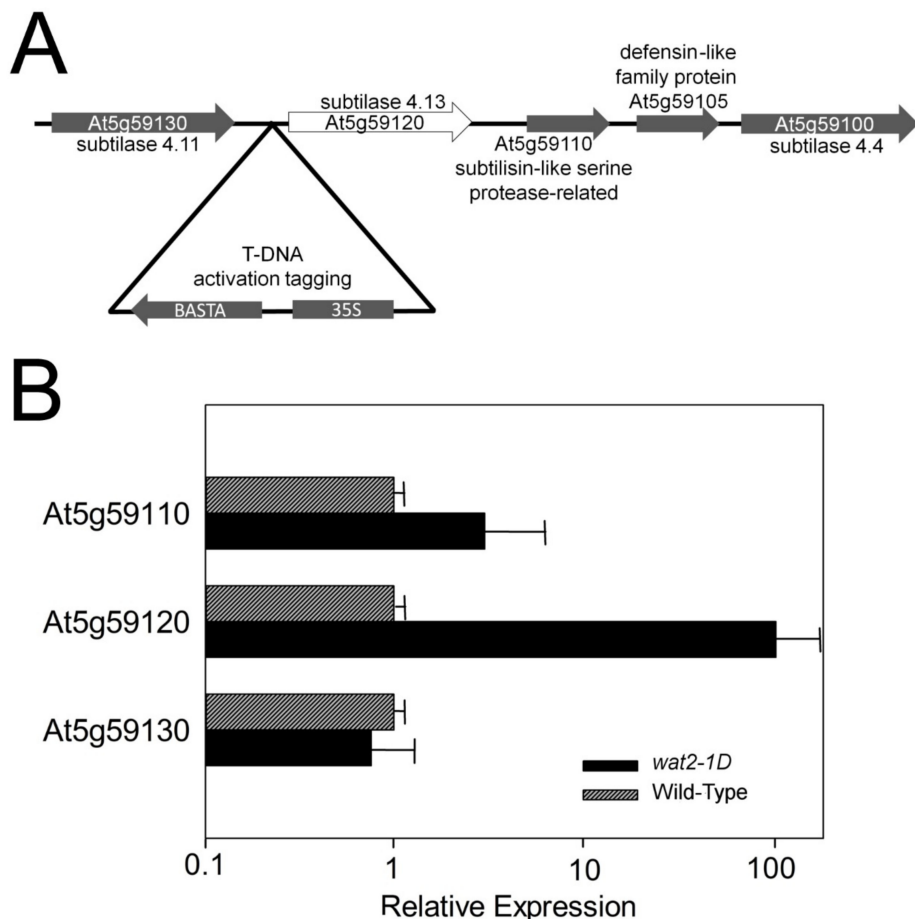 A
defensin-like
family protein
At5g59105
subtilase 4.13
At5g59130
At5g59120
At5g59100
subtilase 4.11
At5g59110
subtilase 4.4
subtilisin-like serine
protease-related
T-DNA
activation tagging
BASTA
35S
B
At5g59110
At5g59120
At5g59130
wat2-1D
Wild-Type
0.1
1
10
100
Relative Expression